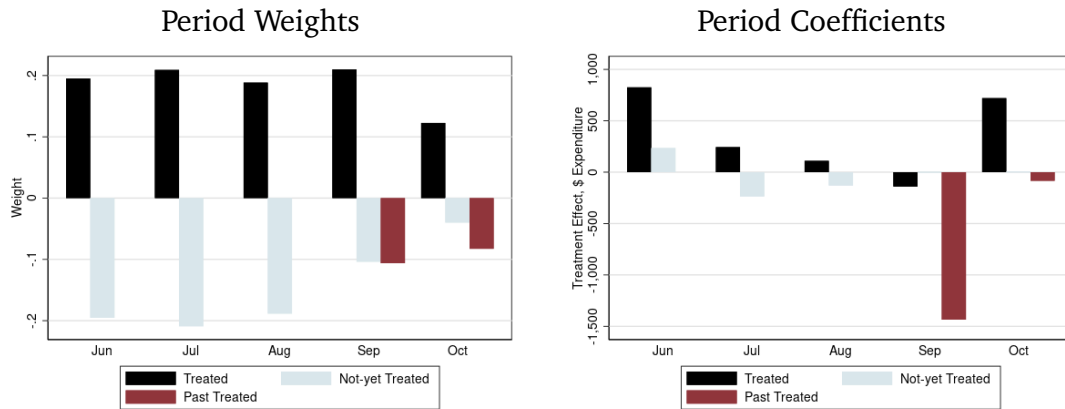 Period Weights
Weight
.2
.1
0
-.1
-.2
Jun Jul Aug Sep Oct
Treated Not-yet Treated
Past Treated
Period Coefficients
Treatment Effect, $ Expenditure
1,000
500
0
-500
-1,000
-1,500
Jun Jul Aug Sep Oct
Treated Not-yet Treated
Past Treated